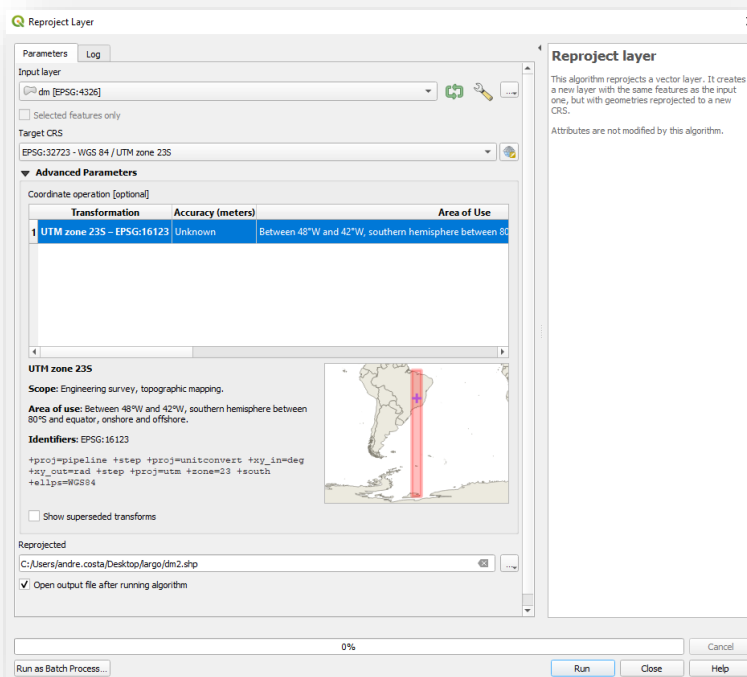 Reproject Layer
Parameters
Log
Input layer
dm [EPSG:4326]
Selected features only
Target CRS
EPSG:32723 - WGS 84 / UTM zone 23S
Advanced Parameters
Coordinate operation [optional]
Transformation Accuracy (meters) Area of Use
1 UTM zone 23S – EPSG:16123 Unknown Between 48°W and 42°W, southern hemisphere between 80
UTM zone 23S
Scope: Engineering survey, topographic mapping.
Area of use: Between 48°W and 42°W, southern hemisphere between
80°S and equator, onshore and offshore.
Identifiers: EPSG:16123
+proj=pipeline +step +proj=unitconvert +xy_in=deg
+xy_out=rad +step +proj=utm +zone=23 +south
+ellps=WGS84
Show superseded transforms
Reprojected
C:/Users/andre.costa/Desktop/largo/dm2.shp
Open output file after running algorithm
Reproject layer
This algorithm reprojects a vector layer. It creates
a new layer with the same features as the input
one, but with geometries reprojected to a new
CRS.
Attributes are not modified by this algorithm.
0%
Cancel
Run as Batch Process...
Run
Close
Help